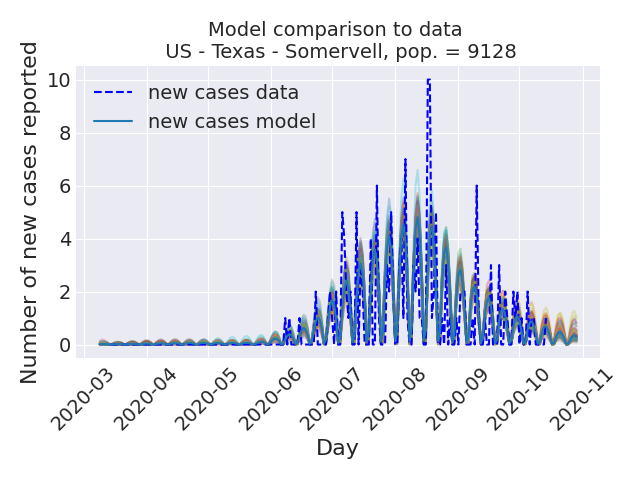 Model comparison to data
US - Texas - Somervell, pop. = 9128
Number of new cases reported
10
8
6
4
2
0
new cases data
new cases model
2020-03
2020-04
2020-05
2020-06
2020-07
2020-08
2020-09
2020-10
2020-11
Day